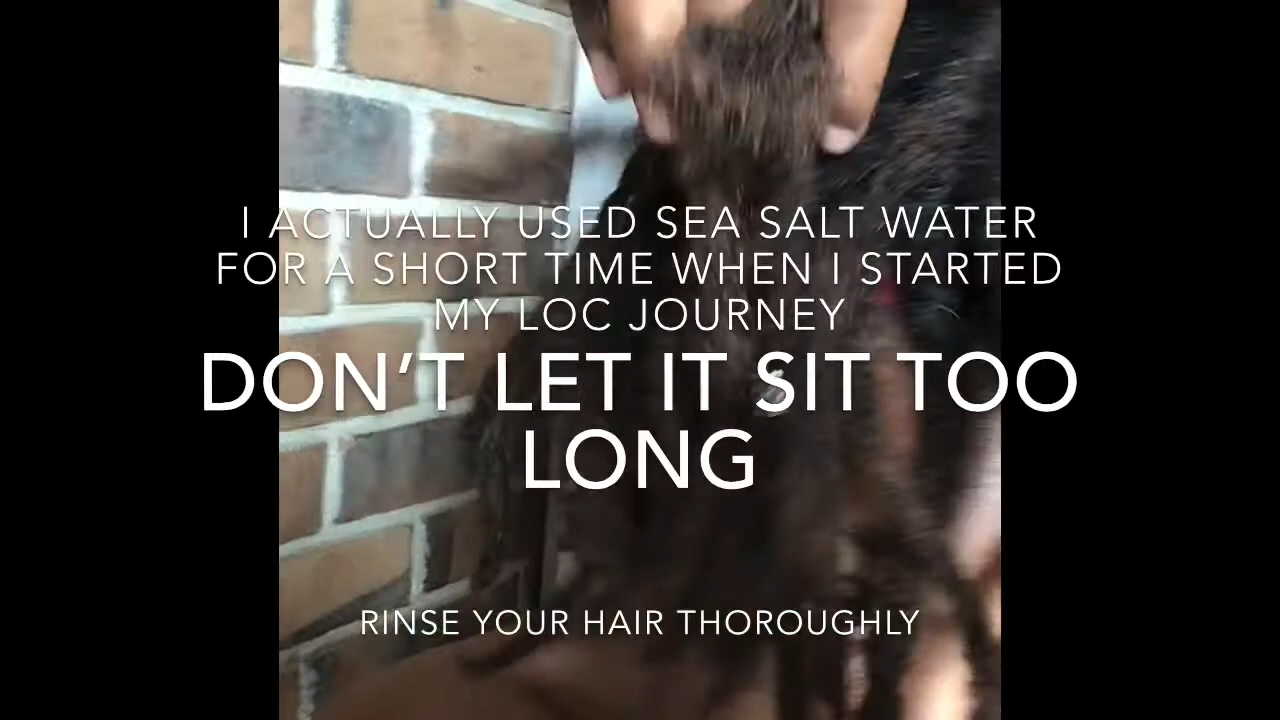 I ACTUALLY USED SEA SALT WATER
FOR A SHORT TIME WHEN I STARTED
MY LOC JOURNEY
DON’T LET IT SIT TOO
LONG
RINSE YOUR HAIR THOROUGHLY